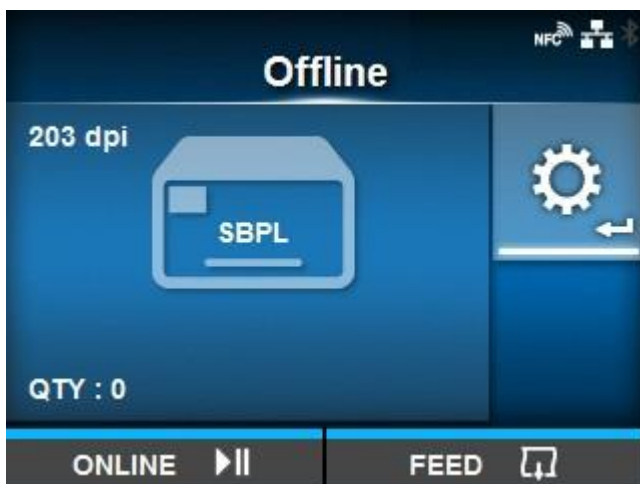 NFC
Offline
203 dpi
SBPL
QTY : 0
ONLINE
FEED